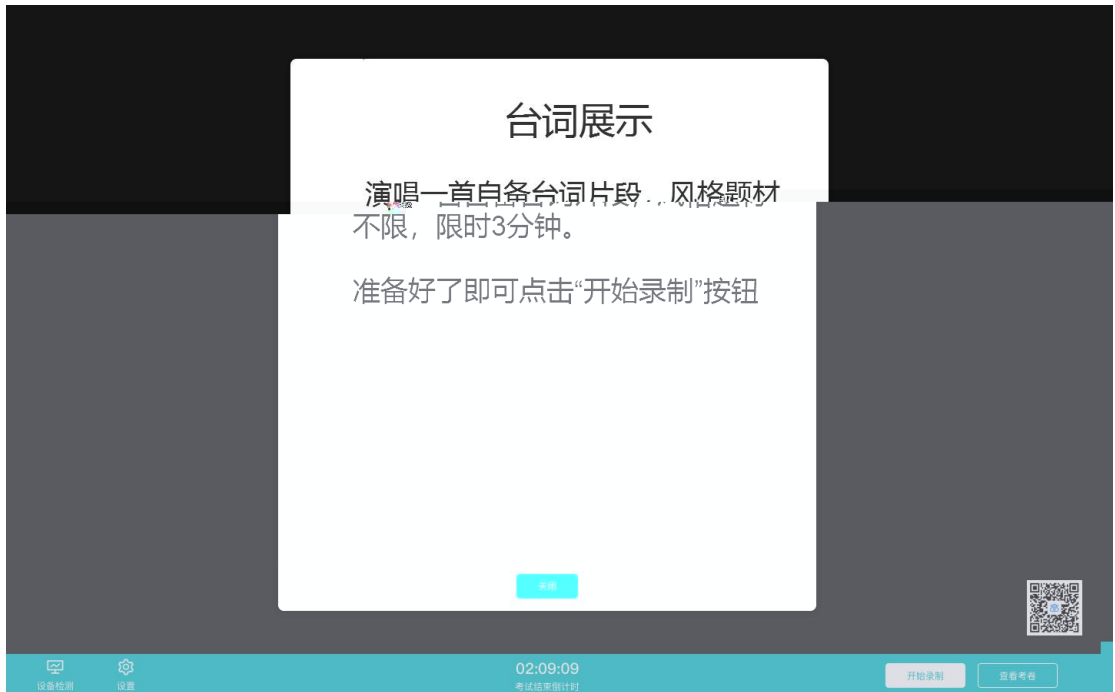 台词展示
演唱一首自备台词片段，风格题材
不限，限时3分钟。
准备好了即可点击“开始录制”按钮
关闭
设备检测
设置
02:09:09
考试结束倒计时
开始录制
查看考卷